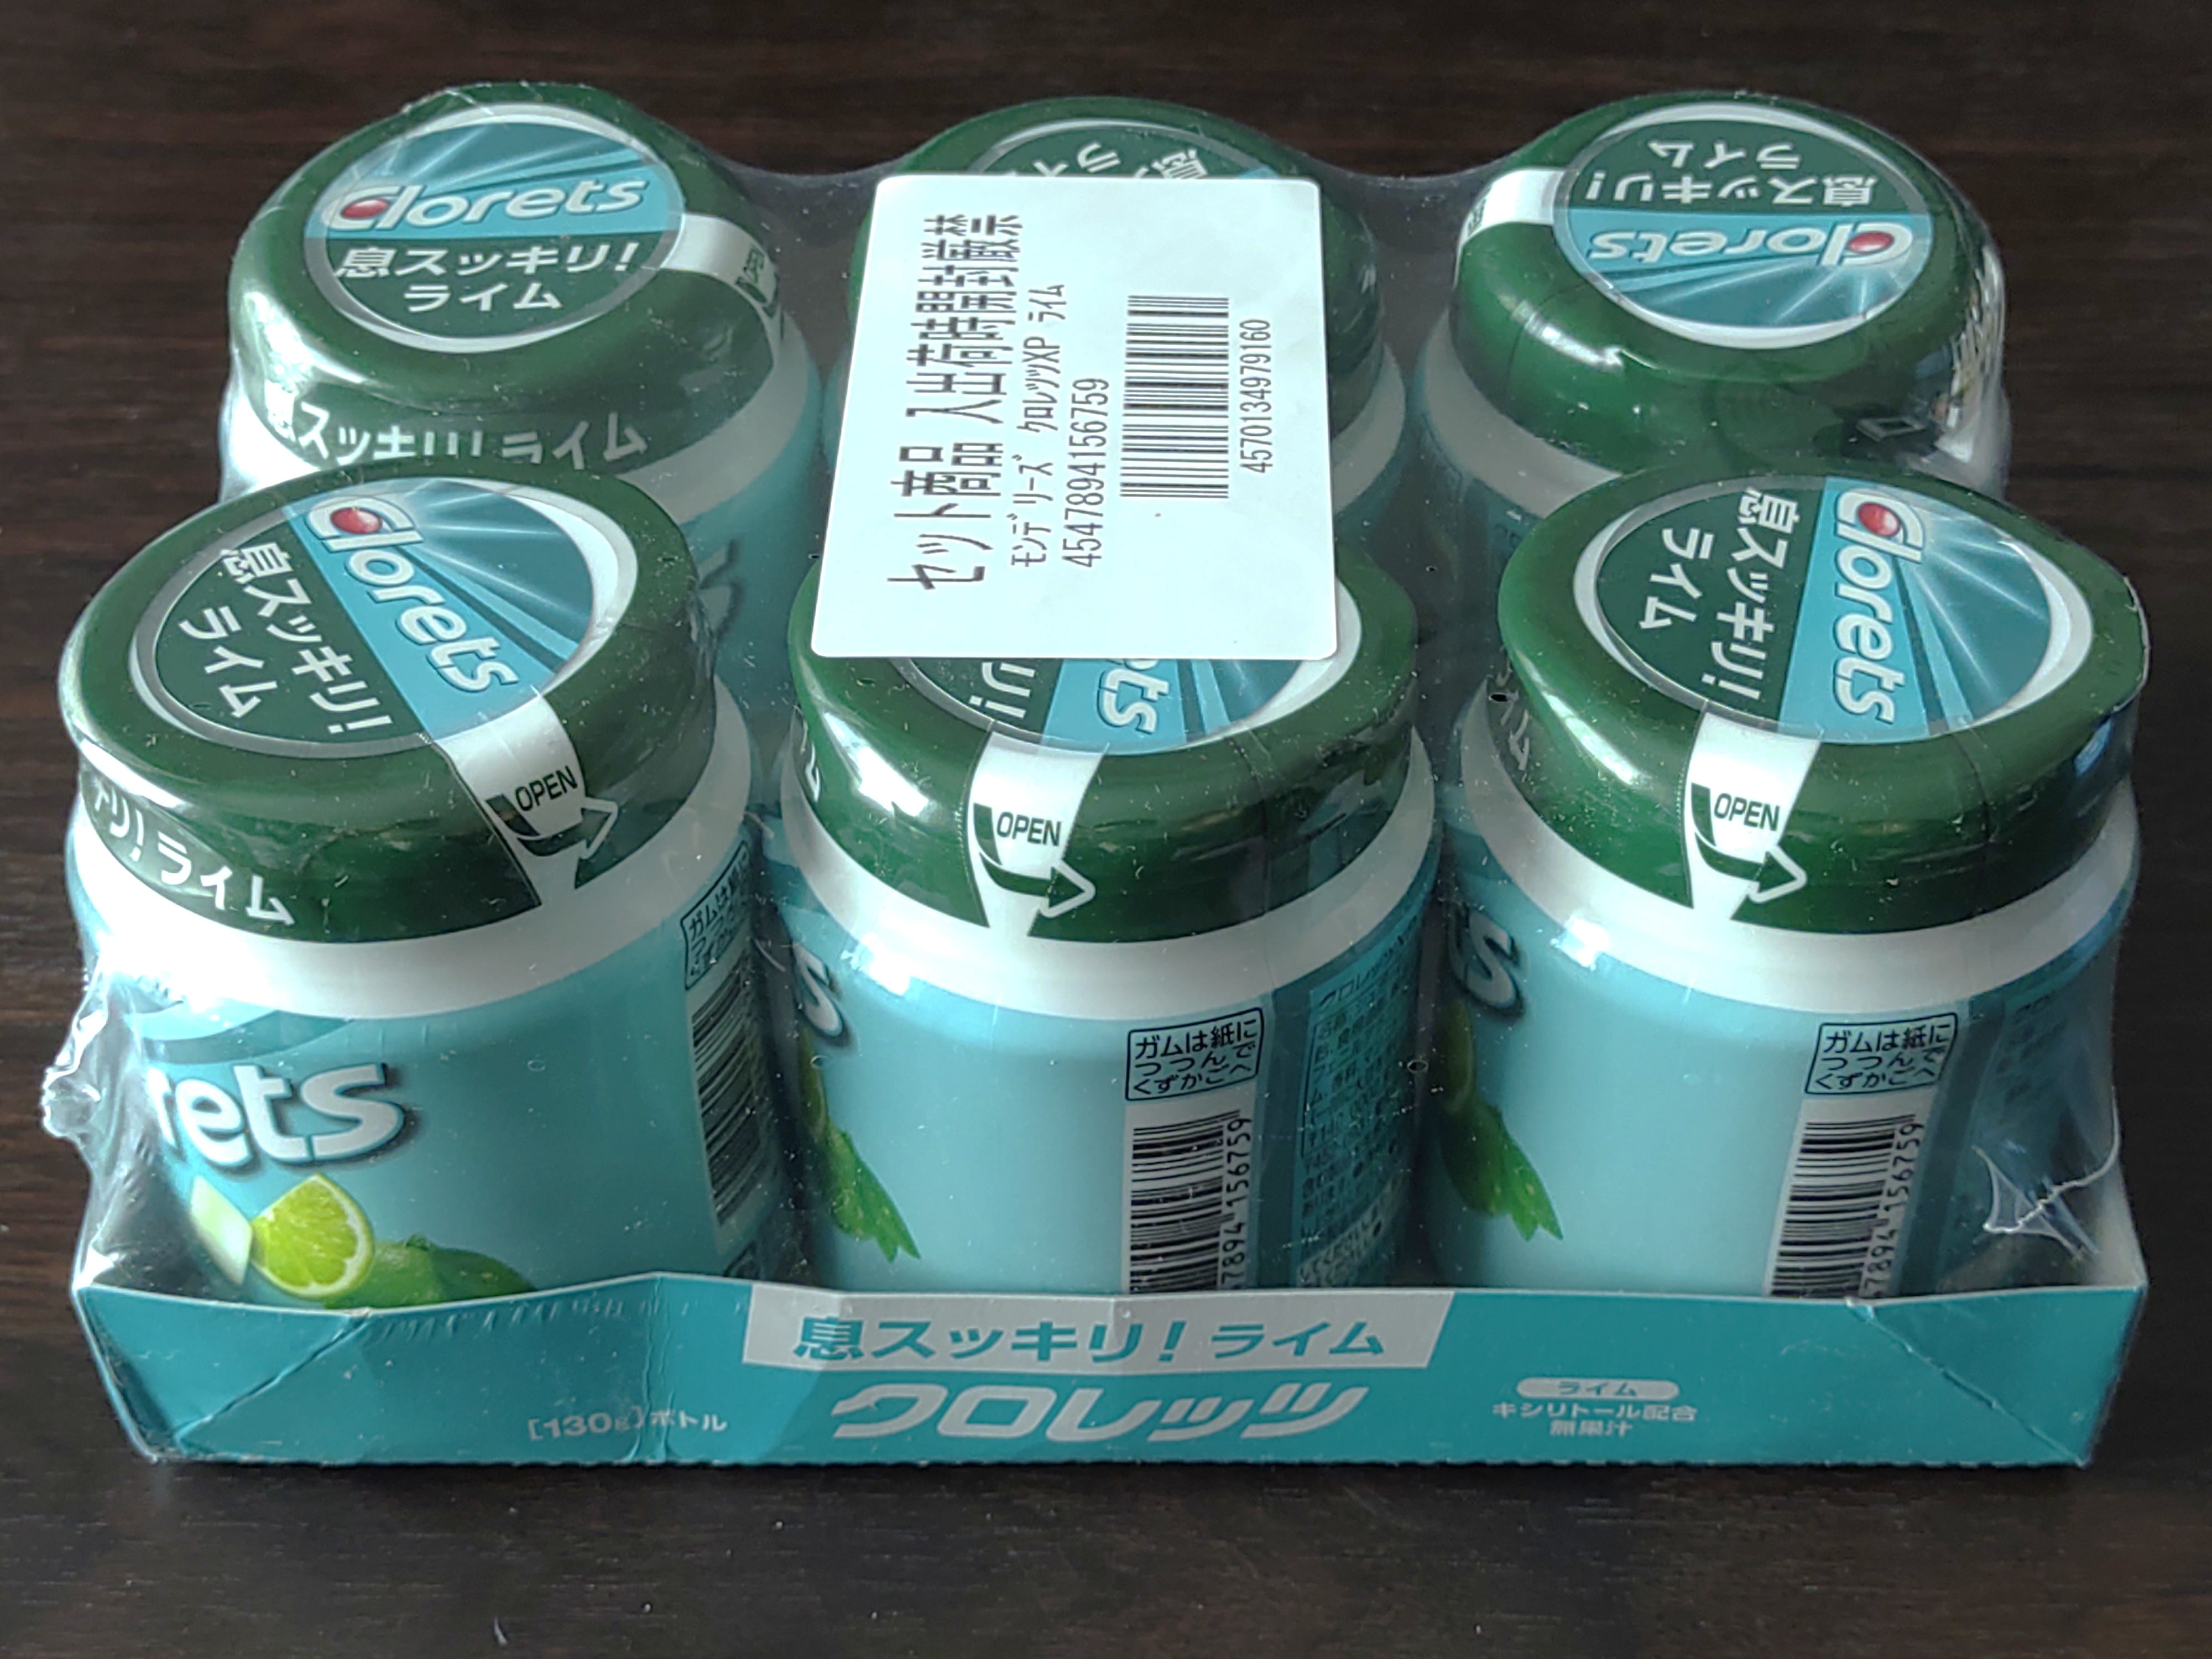 Clorets
息スッキリ!
ライム
ライム
息スッキリ!
ライム
Clorets
OPEN
セット商品 入出荷時開封厳禁
モンデリーズ クロレッツXP ライム
4547894156759
4570134979160
Clorets
息スッキリ!
ライム
OPEN
リ!ライム
rets
Clorets
息スッキリ!
ライム
OPEN
OPEN
ガムは紙に
つつんで
くずかごへ
ガムは紙に
つつんで
くずかごへ
7894156759
7894156759
息スッキリ!ライム
クロレッツ
[130g]ボトル
ライム
キシリトール配合
無果汁